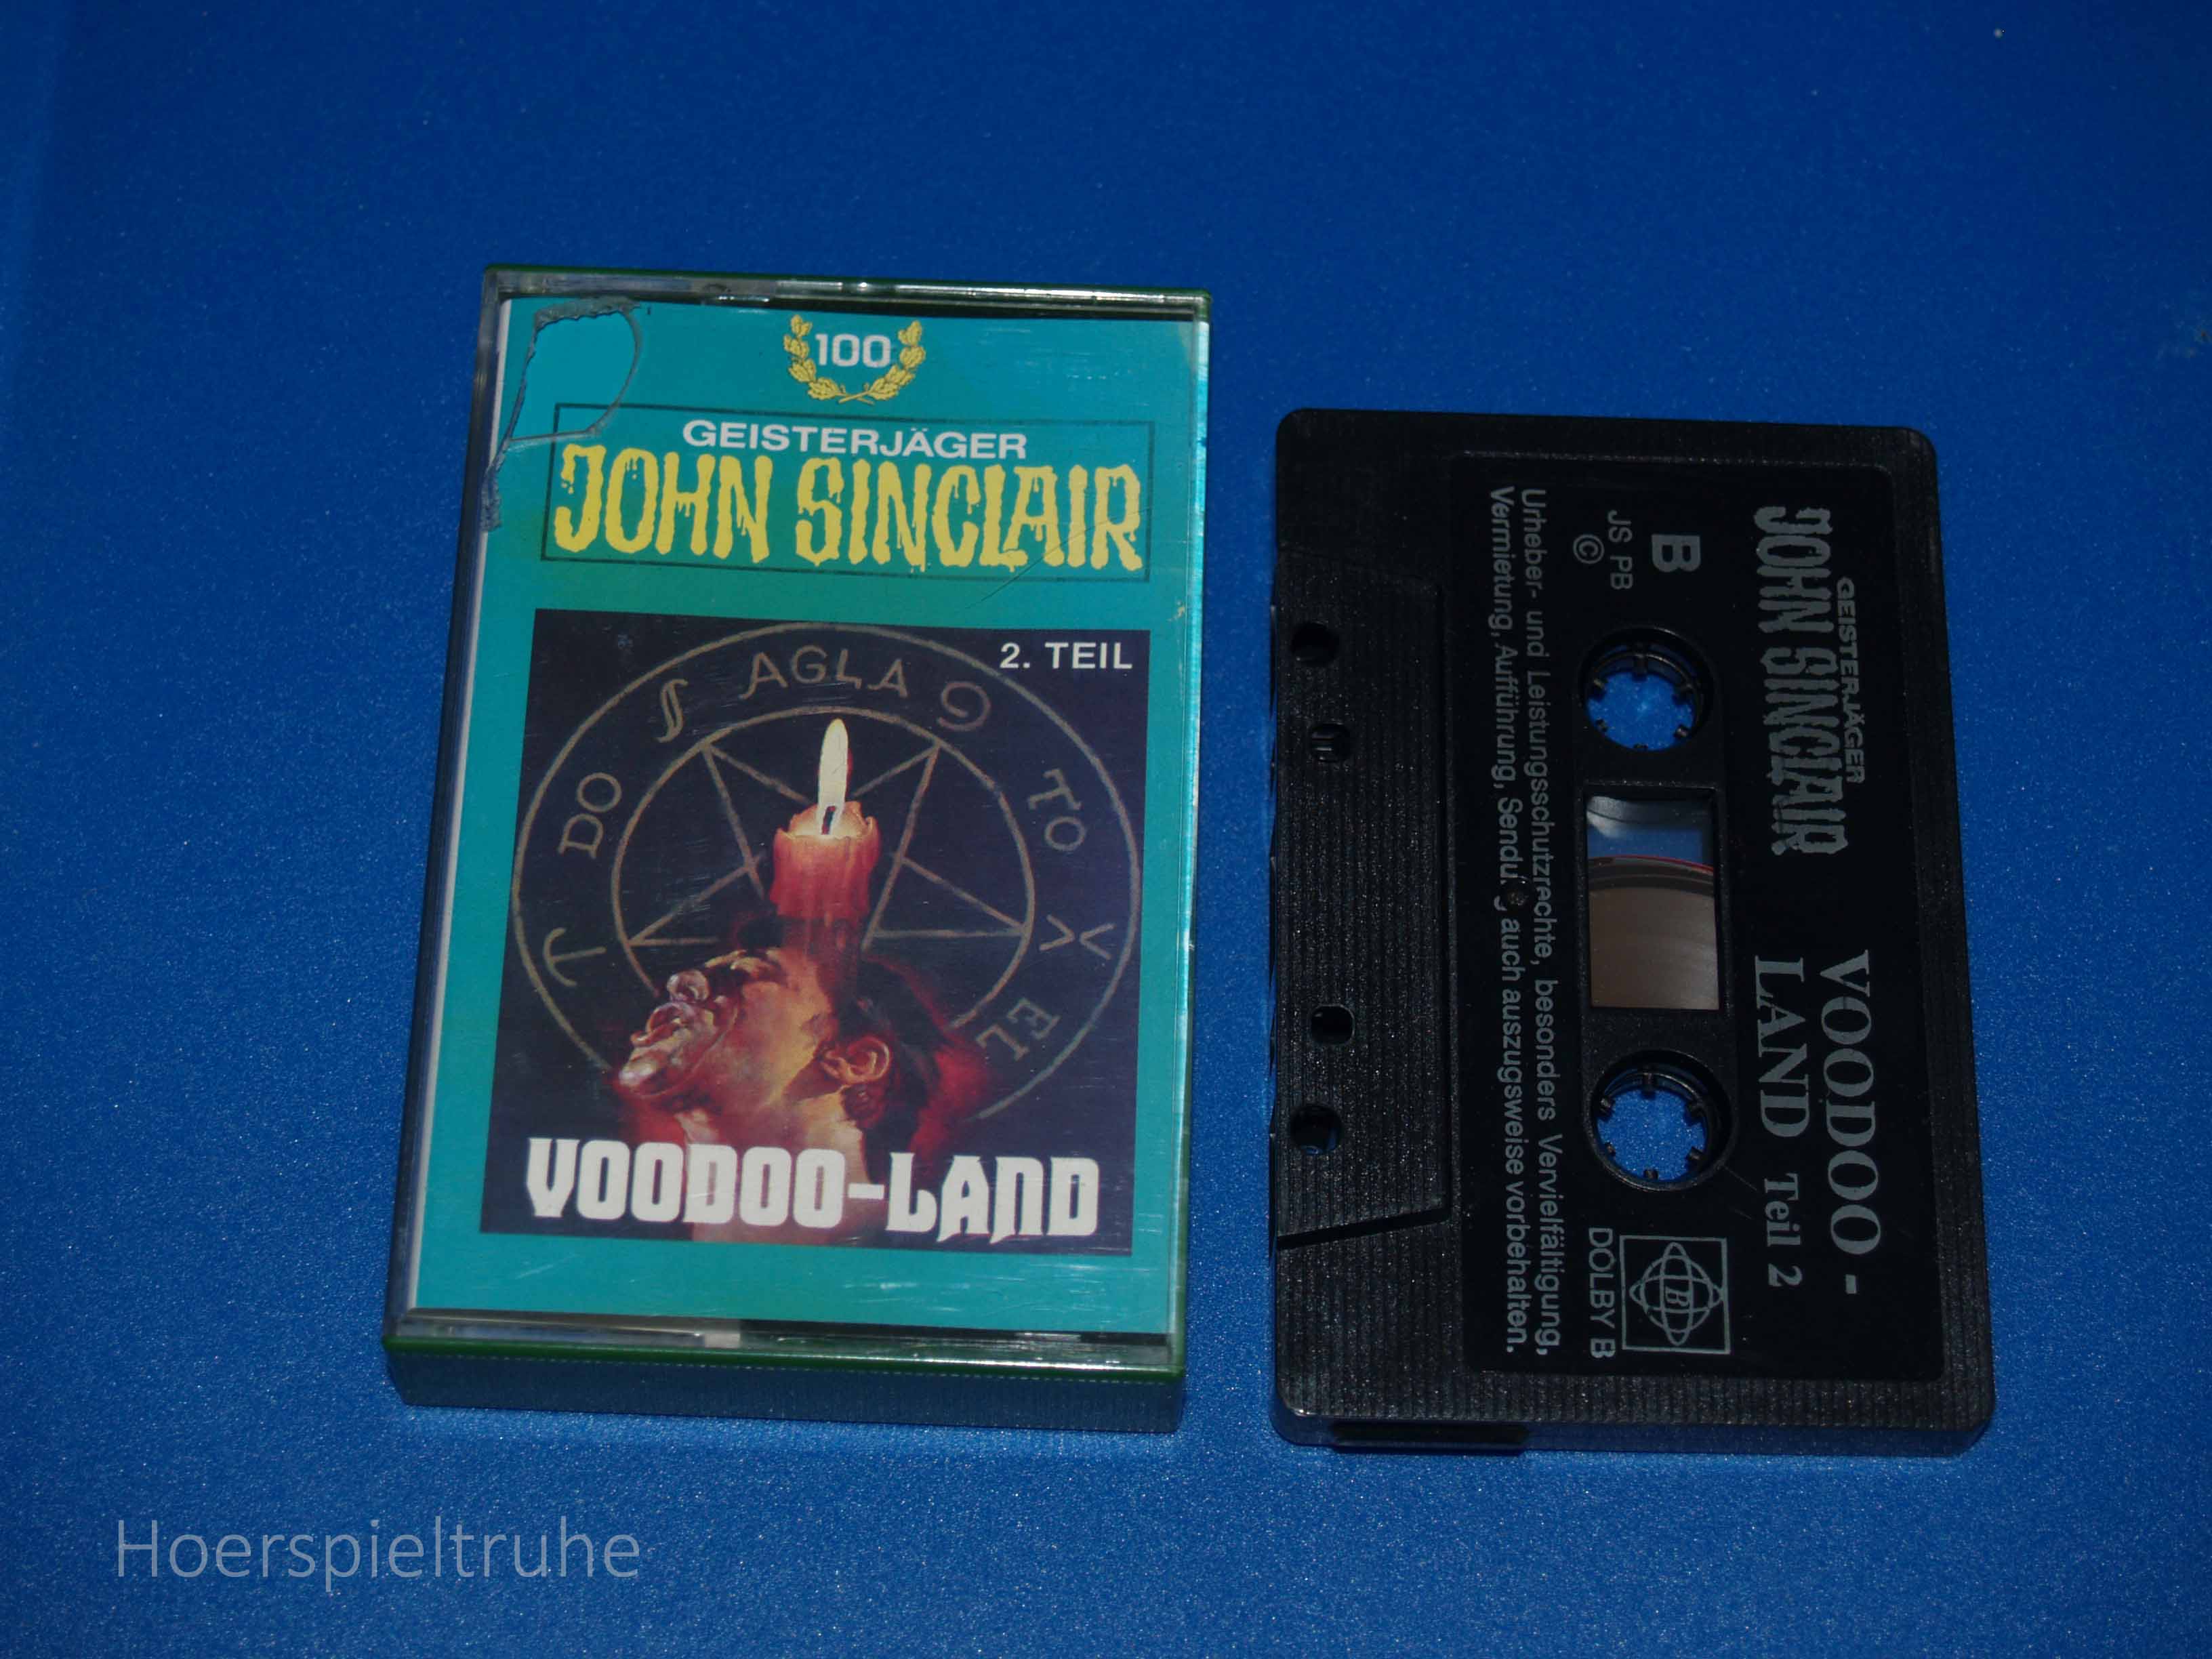 100
GEISTERJÄGER
JOHN SINCLAIR
2. TEIL
AGLA
TO
EL
T
DO
VOODOO-LAND
GEISTERJÄGER
JOHN SINCLAIR
VOODOO -
LAND Teil 2
B
JS PB
©
DOLBY B
Urheber- und Leistungsschutzrechte, besonders Vervielfältigung,
Vermietung, Aufführung, auch auszugsweise vorbehalten.
Hoerspieltruhe